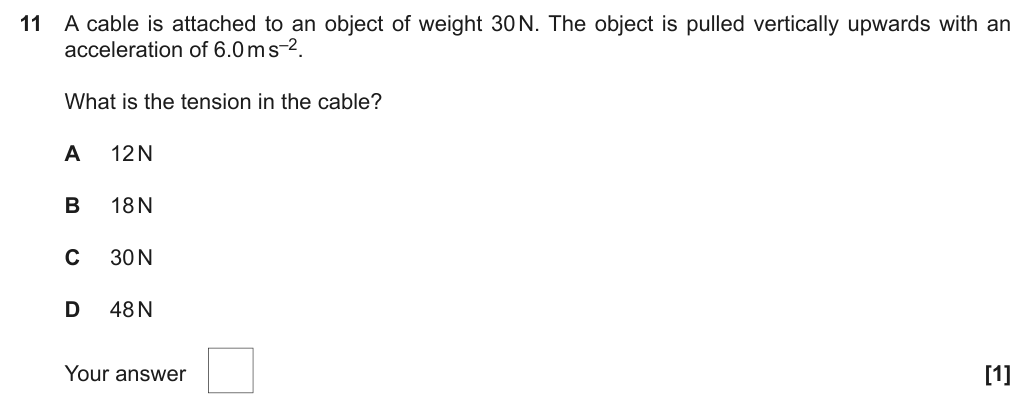 11 A cable is attached to an object of weight 30 N. The object is pulled vertically upwards with an
acceleration of 6.0 m s⁻².
What is the tension in the cable?
A 12 N
B 18 N
C 30 N
D 48 N
Your answer [1]